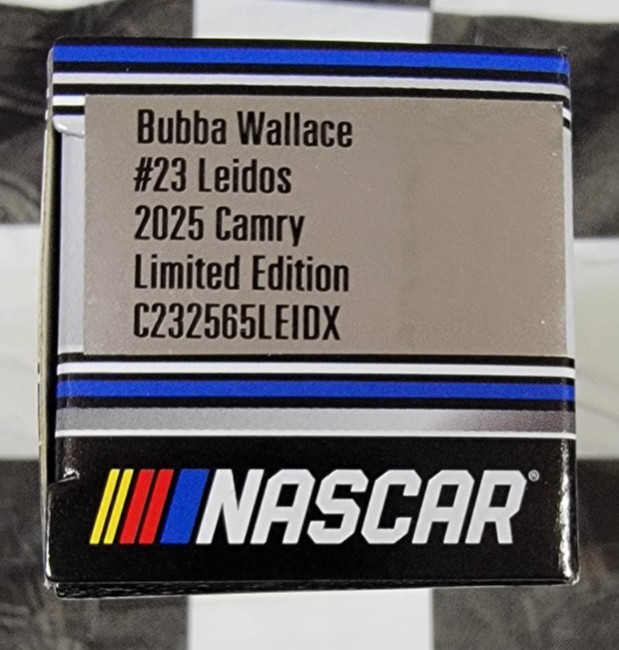 Bubba Wallace
#23 Leidos
2025 Camry
Limited Edition
C232565LEIDX
NASCAR®